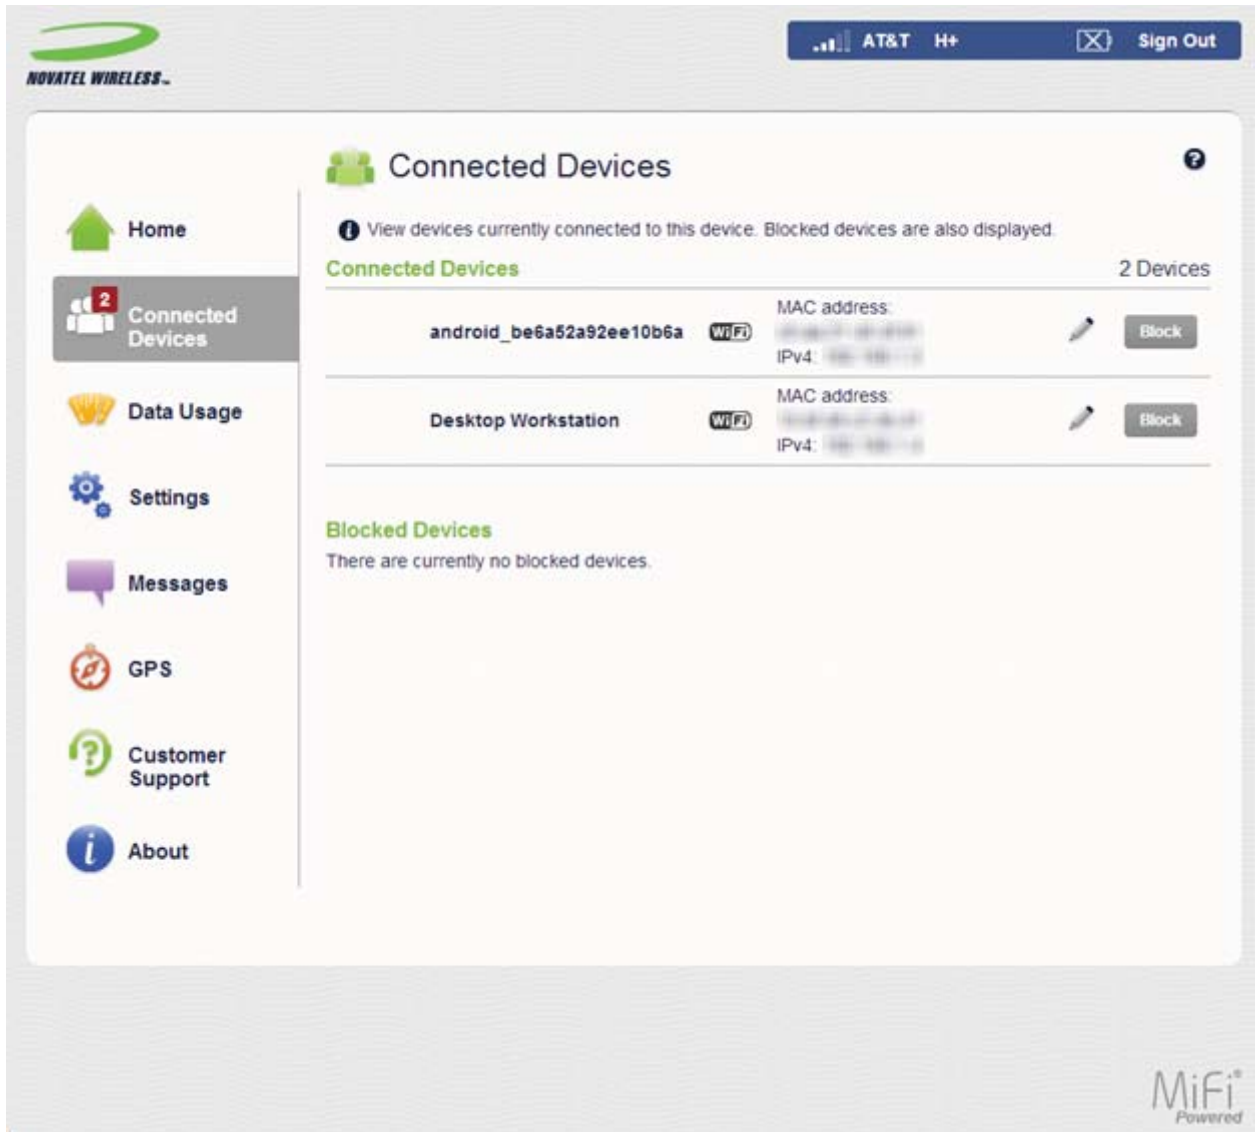 NOVATEL WIRELESS™
AT&T H+ Sign Out
Connected Devices
View devices currently connected to this device. Blocked devices are also displayed.
Connected Devices 2 Devices
android_be6a52a92ee10b6a WiFi MAC address: IPv4: Block
Desktop Workstation WiFi MAC address: IPv4: Block
Blocked Devices
There are currently no blocked devices.
Home
2
Connected
Devices
Data Usage
Settings
Messages
GPS
Customer
Support
About
MiFi®
Powered